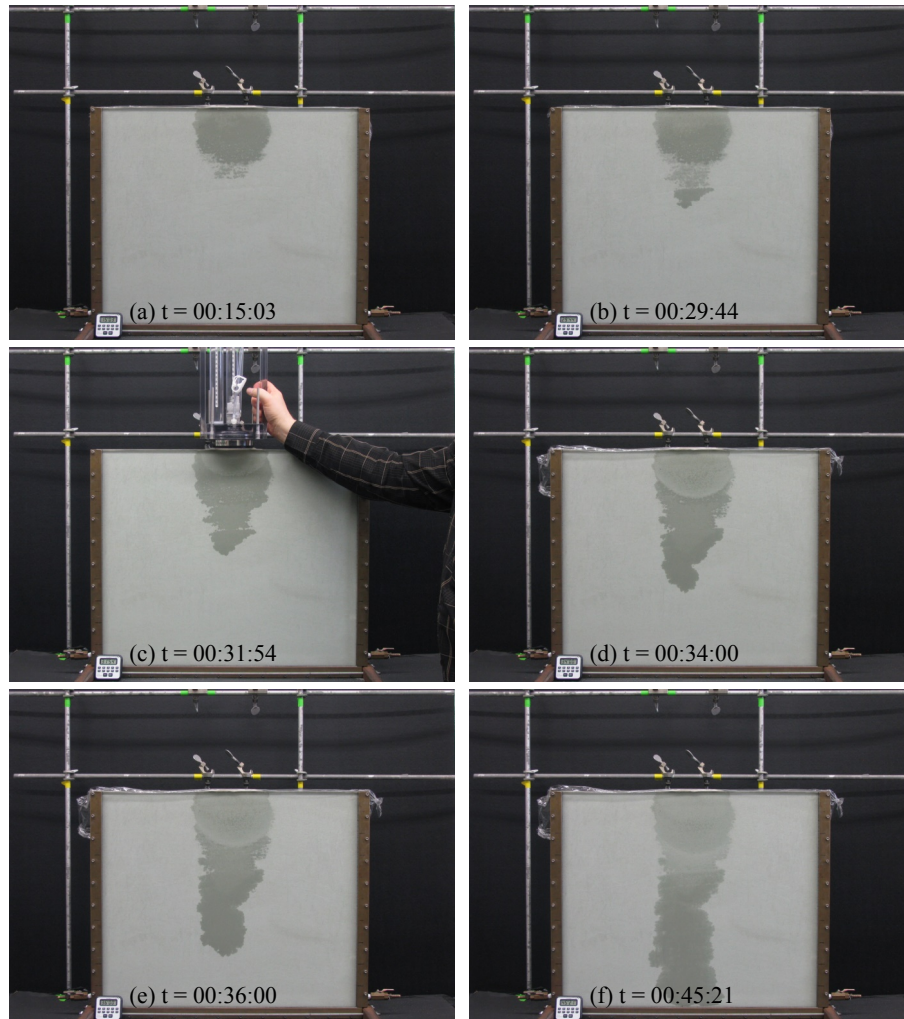 (a) t = 00:15:03
(b) t = 00:29:44
(c) t = 00:31:54
(d) t = 00:34:00
(e) t = 00:36:00
(f) t = 00:45:21